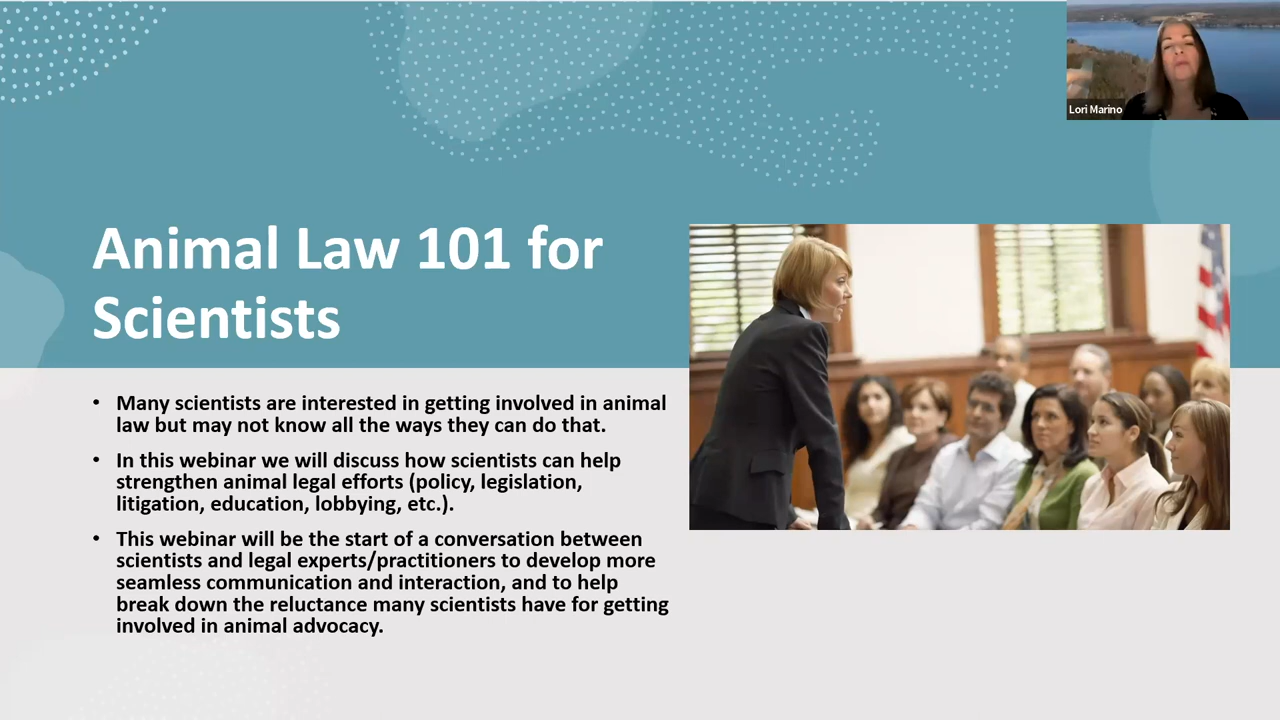 Lori Marino
Animal Law 101 for
Scientists
• Many scientists are interested in getting involved in animal
law but may not know all the ways they can do that.
• In this webinar we will discuss how scientists can help
strengthen animal legal efforts (policy, legislation,
litigation, education, lobbying, etc.).
• This webinar will be the start of a conversation between
scientists and legal experts/practitioners to develop more
seamless communication and interaction, and to help
break down the reluctance many scientists have for getting
involved in animal advocacy.